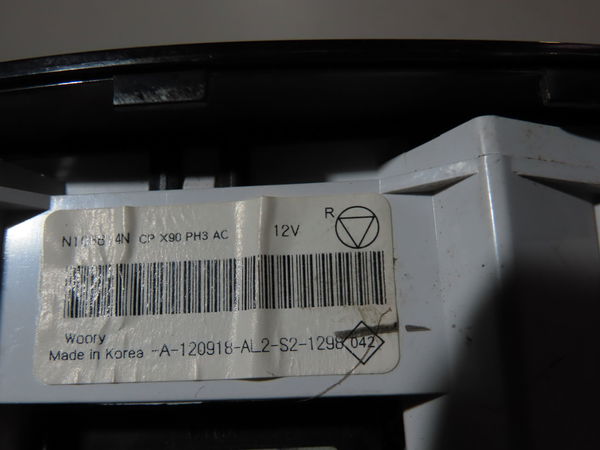 CP X90 PH3 AC 12V R
Woory
Made in Korea -A-120918-AL2-S2-1298 042